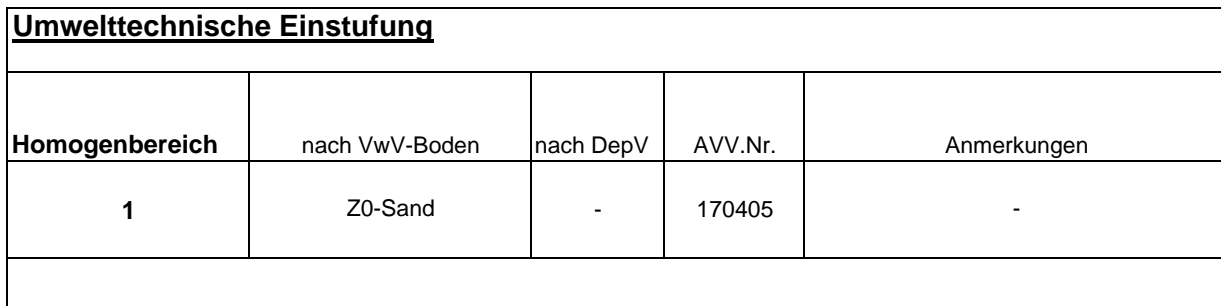 Umwelttechnische Einstufung
Homogenbereich nach VwV-Boden nach DepV AVV.Nr. Anmerkungen
1 Z0-Sand - 170405 -